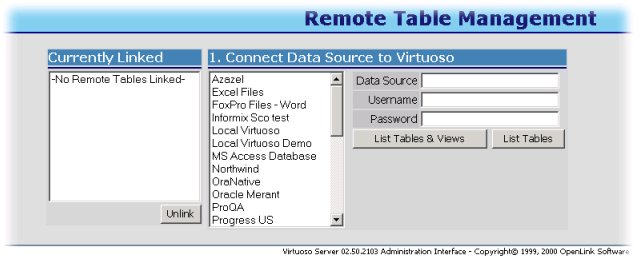 Remote Table Management
Currently Linked
-No Remote Tables Linked-
Unlink
1. Connect Data Source to Virtuoso
Azazel
Excel Files
FoxPro Files - Word
Informix Sco test
Local Virtuoso
Local Virtuoso Demo
MS Access Database
Northwind
OraNative
Oracle Merant
ProQA
Progress US
Data Source
Username
Password
List Tables & Views
List Tables
Virtuoso Server 02.50.2103 Administration Interface - Copyright© 1999, 2000 OpenLink Software